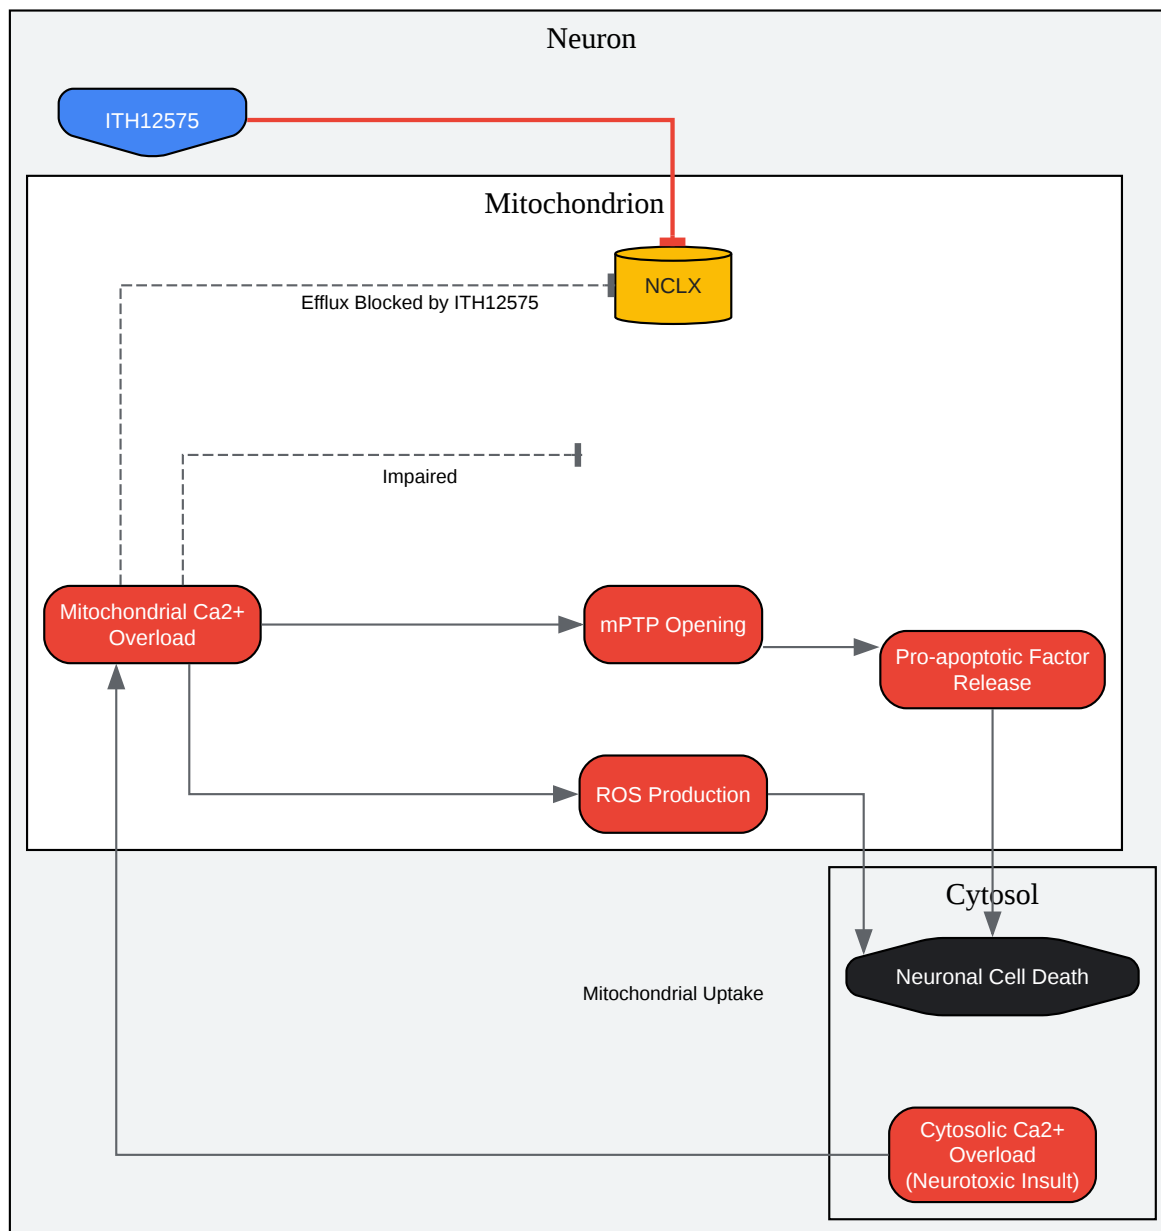 Neuron
ITH12575
Mitochondrion
NCLX
Efflux Blocked by ITH12575
Impaired
Mitochondrial Ca2+
Overload
mPTP Opening
Pro-apoptotic Factor
Release
ROS Production
Cytosol
Neuronal Cell Death
Mitochondrial Uptake
Cytosolic Ca2+
Overload
(Neurotoxic Insult)